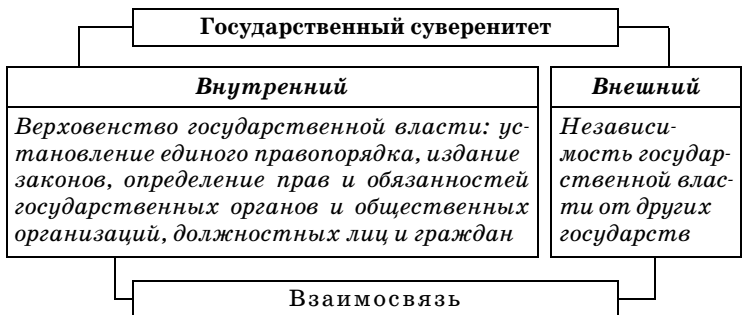 Государственный суверенитет
Внутренний
Верховенство государственной власти: ус-
тановление единого правопорядка, издание
законов, определение прав и обязанностей
государственных органов и общественных
организаций, должностных лиц и граждан
Внешний
Независи-
мость государ-
ственной влас-
ти от других
государств
Взаимосвязь